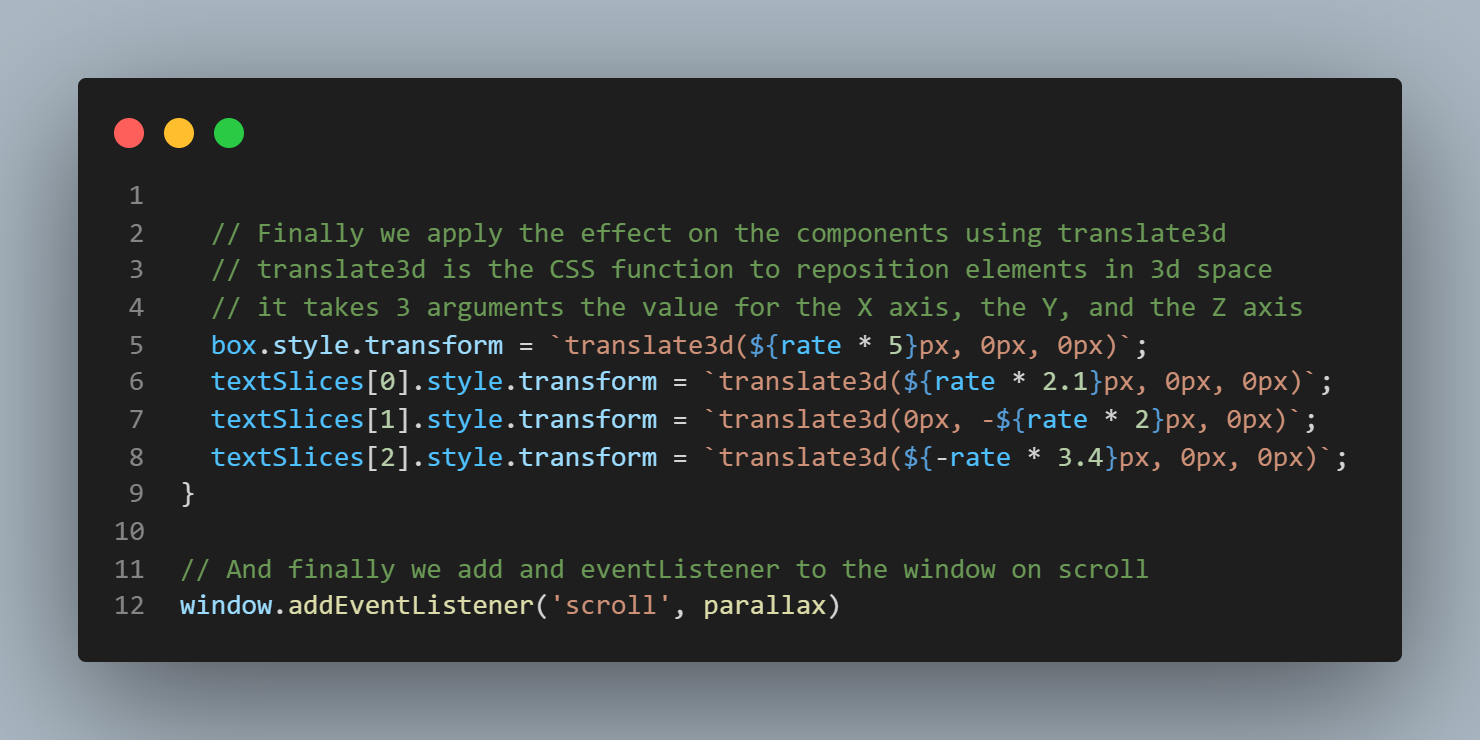 1
2 // Finally we apply the effect on the components using translate3d
3 // translate3d is the CSS function to reposition elements in 3d space
4 // it takes 3 arguments the value for the X axis, the Y, and the Z axis
5 box.style.transform = `translate3d(${rate * 5}px, 0px, 0px)`;
6 textSlices[0].style.transform = `translate3d(${rate * 2.1}px, 0px, 0px)`;
7 textSlices[1].style.transform = `translate3d(0px, -${rate * 2}px, 0px)`;
8 textSlices[2].style.transform = `translate3d(${-rate * 3.4}px, 0px, 0px)`;
9 }
10
11 // And finally we add and eventListener to the window on scroll
12 window.addEventListener('scroll', parallax)